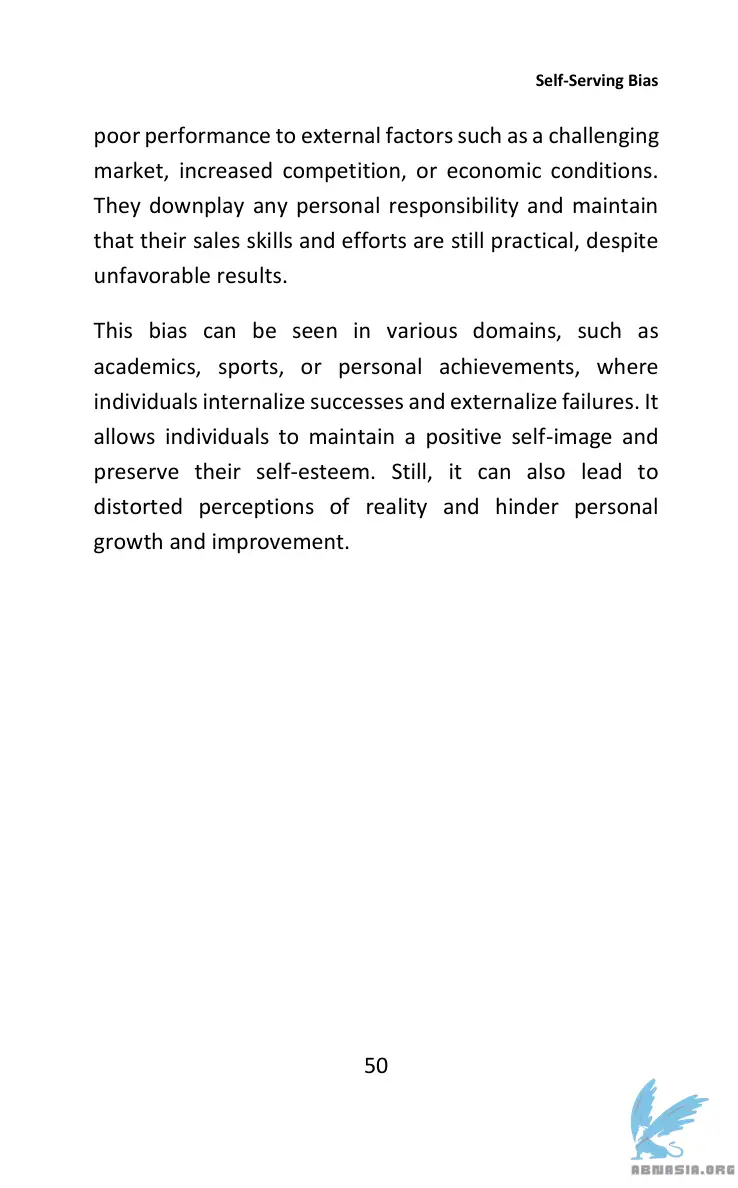 Self-Serving Bias
poor performance to external factors such as a challenging
market, increased competition, or economic conditions.
They downplay any personal responsibility and maintain
that their sales skills and efforts are still practical, despite
unfavorable results.
This bias can be seen in various domains, such as
academics, sports, or personal achievements, where
individuals internalize successes and externalize failures. It
allows individuals to maintain a positive self-image and
preserve their self-esteem. Still, it can also lead to
distorted perceptions of reality and hinder personal
growth and improvement.
50
ABNASIA.ORG